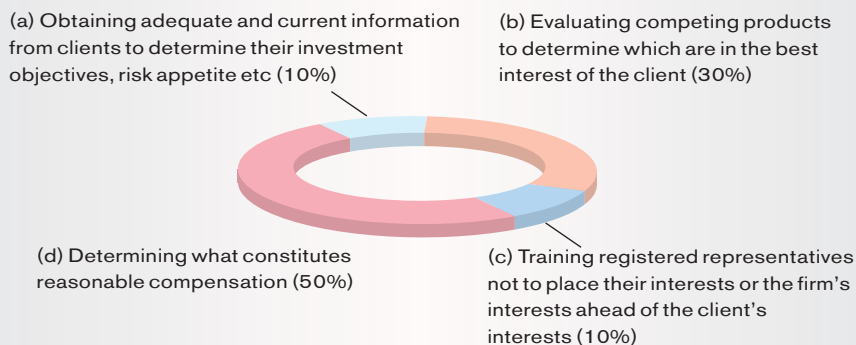 (a) Obtaining adequate and current information
from clients to determine their investment
objectives, risk appetite etc (10%)
(b) Evaluating competing products
to determine which are in the best
interest of the client (30%)
(d) Determining what constitutes
reasonable compensation (50%)
(c) Training registered representatives
not to place their interests or the firm's
interests ahead of the client's
interests (10%)